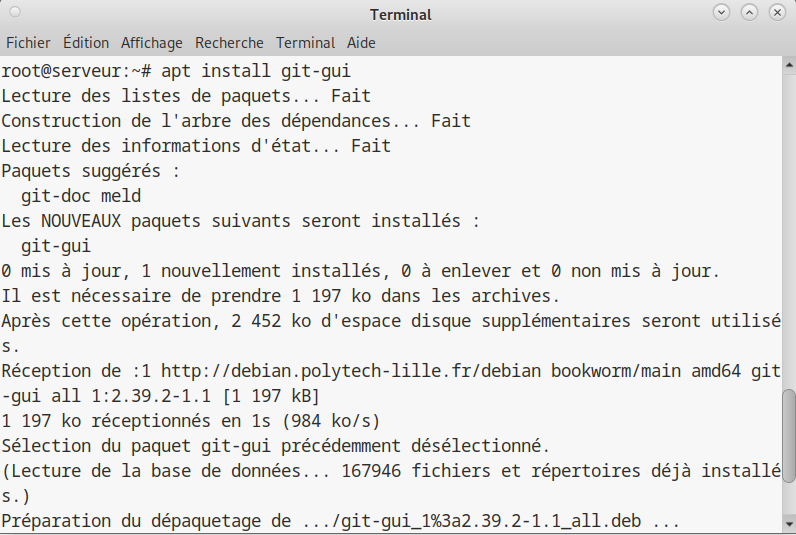 Terminal
Fichier Édition Affichage Recherche Terminal Aide
root@serveur:~# apt install git-gui
Lecture des listes de paquets... Fait
Construction de l'arbre des dépendances... Fait
Lecture des informations d'état... Fait
Paquets suggérés :
  git-doc meld
Les NOUVEAUX paquets suivants seront installés :
  git-gui
0 mis à jour, 1 nouvellement installés, 0 à enlever et 0 non mis à jour.
Il est nécessaire de prendre 1 197 ko dans les archives.
Après cette opération, 2 452 ko d'espace disque supplémentaires seront utilisé
s.
Réception de :1 http://debian.polytech-lille.fr/debian bookworm/main amd64 git
-gui all 1:2.39.2-1.1 [1 197 kB]
1 197 ko réceptionnés en 1s (984 ko/s)
Sélection du paquet git-gui précédemment désélectionné.
(Lecture de la base de données... 167946 fichiers et répertoires déjà installé
s.)
Préparation du dépaquetage de .../git-gui_1%3a2.39.2-1.1_all.deb ...